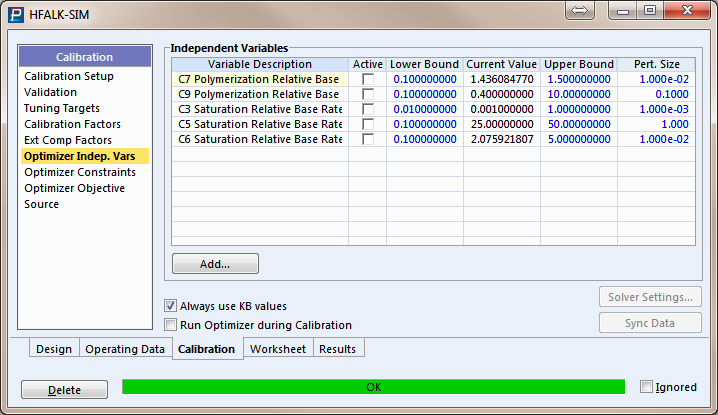 HFALK-SIM
Calibration
Calibration Setup
Validation
Tuning Targets
Calibration Factors
Ext Comp Factors
Optimizer Indep. Vars
Optimizer Constraints
Optimizer Objective
Source
Independent Variables
Variable Description Active Lower Bound Current Value Upper Bound Pert. Size
C7 Polymerization Relative Base 0.100000000 1.436084770 1.500000000 1.000e-02
C9 Polymerization Relative Base 0.100000000 0.400000000 10.00000000 0.1000
C3 Saturation Relative Base Rate 0.010000000 0.001000000 1.000000000 1.000e-03
C5 Saturation Relative Base Rate 0.100000000 25.00000000 50.00000000 1.000
C6 Saturation Relative Base Rate 0.100000000 2.075921807 5.000000000 1.000e-02
Add...
Always use KB values
Run Optimizer during Calibration
Solver Settings...
Sync Data
Design Operating Data Calibration Worksheet Results
Delete OK Ignored